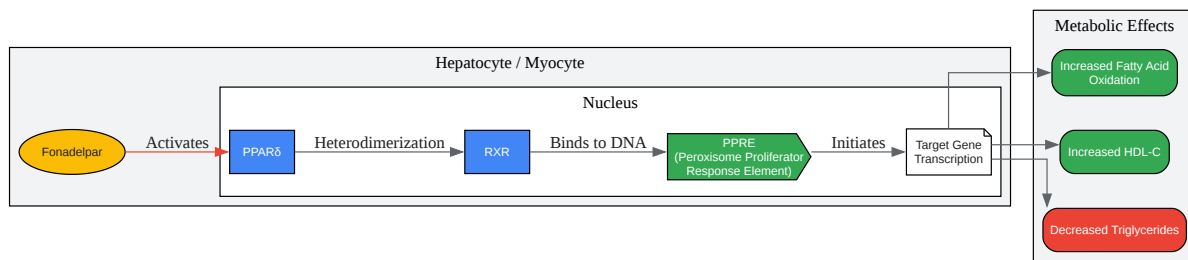 Metabolic Effects
Hepatocyte / Myocyte
Nucleus
Fonadelpar
Activates
PPARδ
Heterodimerization
RXR
Binds to DNA
PPRE
(Peroxisome Proliferator
Response Element)
Initiates
Target Gene
Transcription
Increased Fatty Acid
Oxidation
Increased HDL-C
Decreased Triglycerides